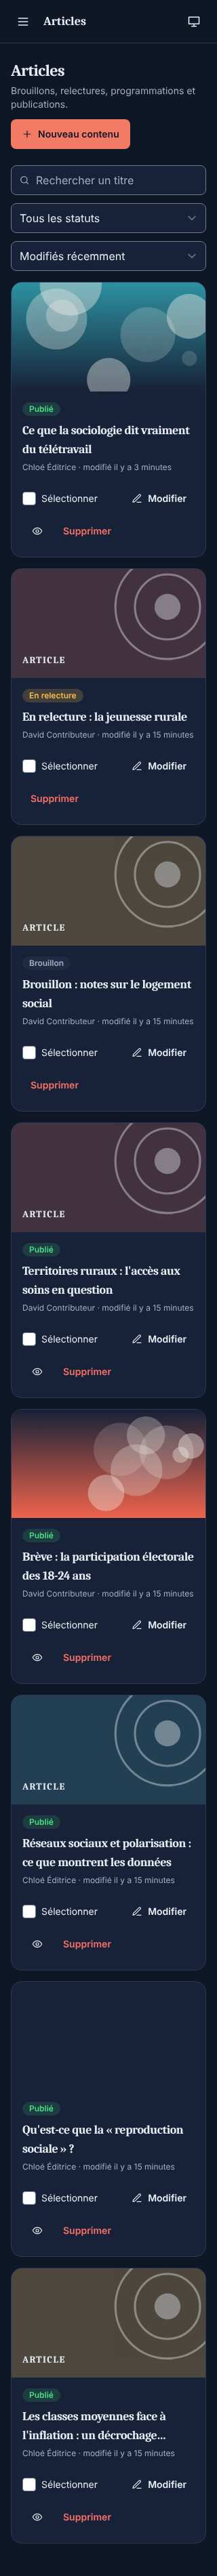 Articles
Articles
Brouillons, relectures, programmations et
publications.
Nouveau contenu
Rechercher un titre
Tous les statuts
Modifiés récemment
Publié
Ce que la sociologie dit vraiment
du télétravail
Chloé Éditrice · modifié il y a 3 minutes
Sélectionner
Modifier
Supprimer
ARTICLE
En relecture
En relecture : la jeunesse rurale
David Contributeur · modifié il y a 15 minutes
Sélectionner
Modifier
Supprimer
ARTICLE
Brouillon
Brouillon : notes sur le logement
social
David Contributeur · modifié il y a 15 minutes
Sélectionner
Modifier
Supprimer
ARTICLE
Publié
Territoires ruraux : l'accès aux
soins en question
David Contributeur · modifié il y a 15 minutes
Sélectionner
Modifier
Supprimer
Publié
Brève : la participation électorale
des 18-24 ans
David Contributeur · modifié il y a 15 minutes
Sélectionner
Modifier
Supprimer
ARTICLE
Publié
Réseaux sociaux et polarisation :
ce que montrent les données
Chloé Éditrice · modifié il y a 15 minutes
Sélectionner
Modifier
Supprimer
Publié
Qu'est-ce que la « reproduction
sociale » ?
Chloé Éditrice · modifié il y a 15 minutes
Sélectionner
Modifier
Supprimer
ARTICLE
Publié
Les classes moyennes face à
l'inflation : un décrochage…
Chloé Éditrice · modifié il y a 15 minutes
Sélectionner
Modifier
Supprimer